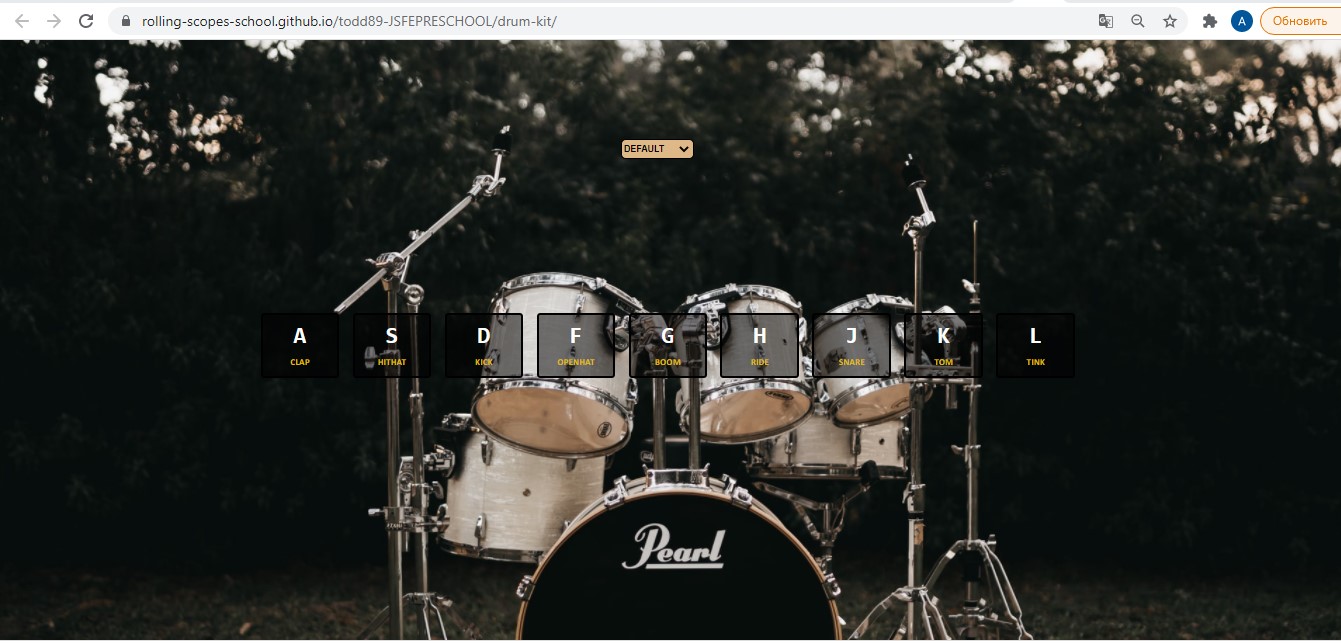 rolling-scopes-school.github.io/todd89-JSFEPRESCHOOL/drum-kit/
A
Обновить
DEFAULT
A S D F G H J K L
CLAP HITHAT KICK OPENHAT BOOM RIDE SNARE TOM TINK
Pearl